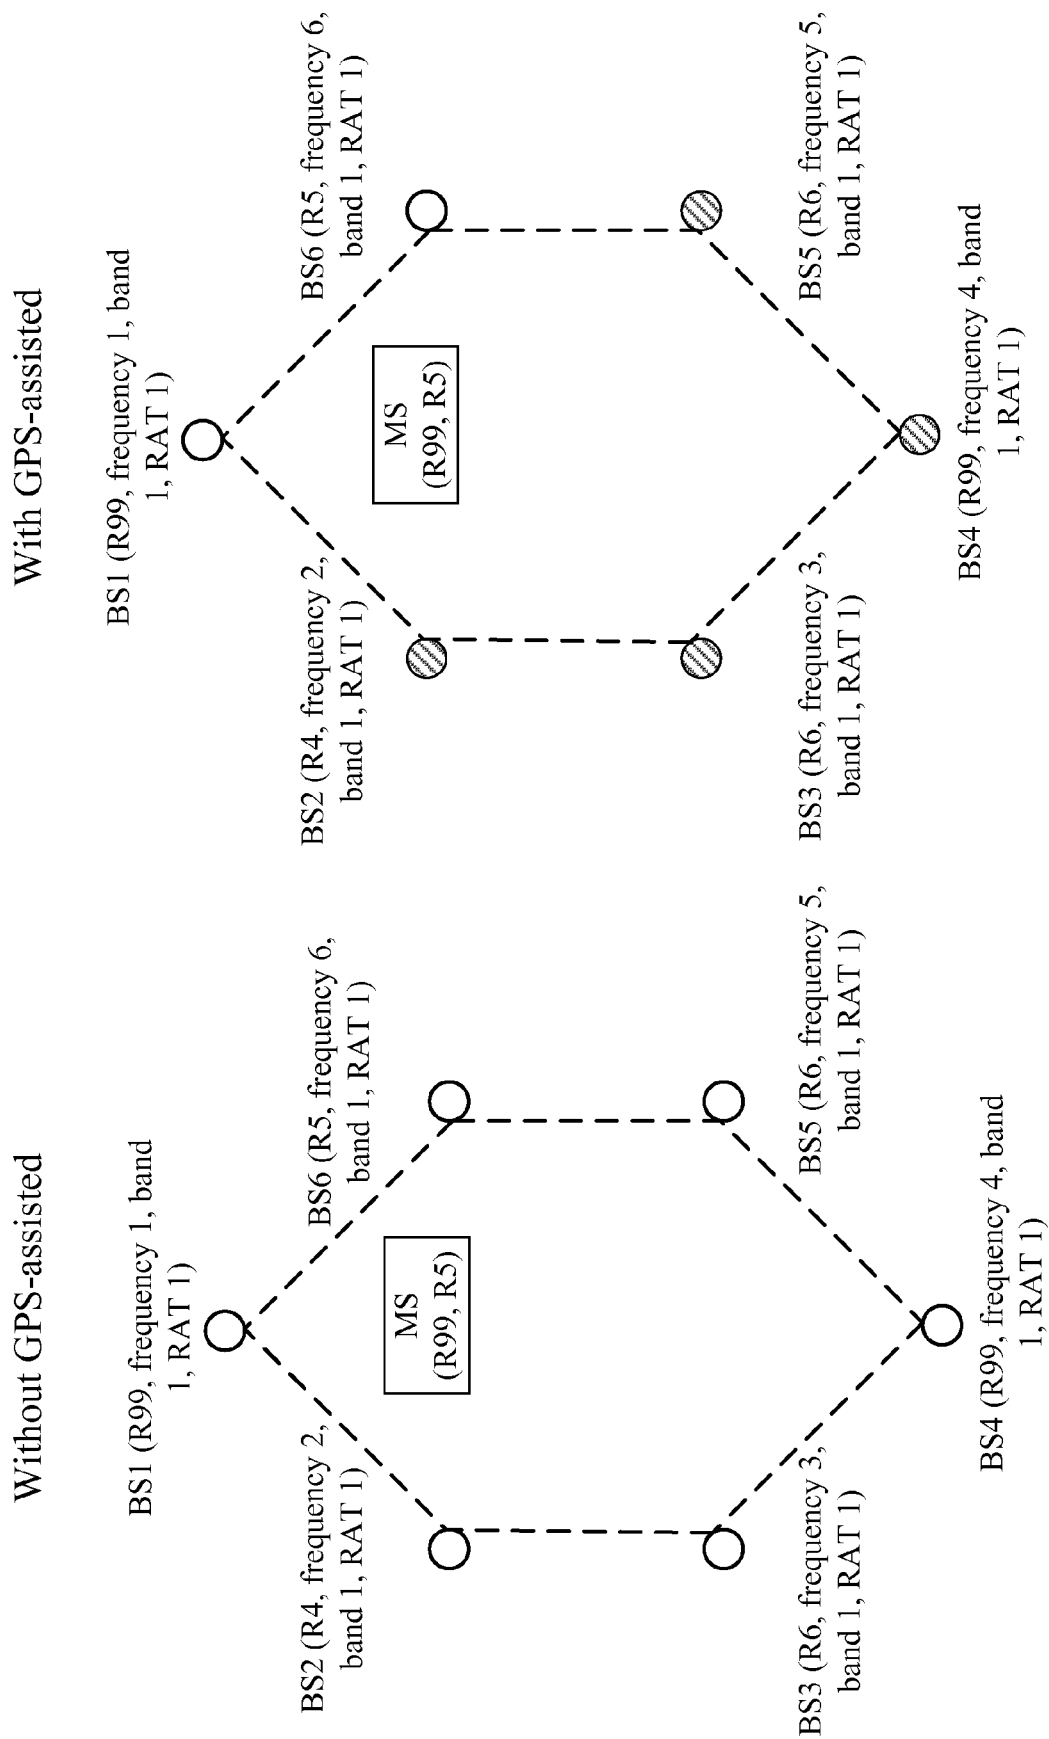 Without GPS-assisted
BS1 (R99, frequency 1, band
1, RAT 1)
BS2 (R4, frequency 2,
band 1, RAT 1)
BS6 (R5, frequency 6,
band 1, RAT 1)
MS
(R99, R5)
BS3 (R6, frequency 3,
band 1, RAT 1)
BS5 (R6, frequency 5,
band 1, RAT 1)
BS4 (R99, frequency 4, band
1, RAT 1)
With GPS-assisted
BS1 (R99, frequency 1, band
1, RAT 1)
BS2 (R4, frequency 2,
band 1, RAT 1)
BS6 (R5, frequency 6,
band 1, RAT 1)
MS
(R99, R5)
BS3 (R6, frequency 3,
band 1, RAT 1)
BS5 (R6, frequency 5,
band 1, RAT 1)
BS4 (R99, frequency 4, band
1, RAT 1)